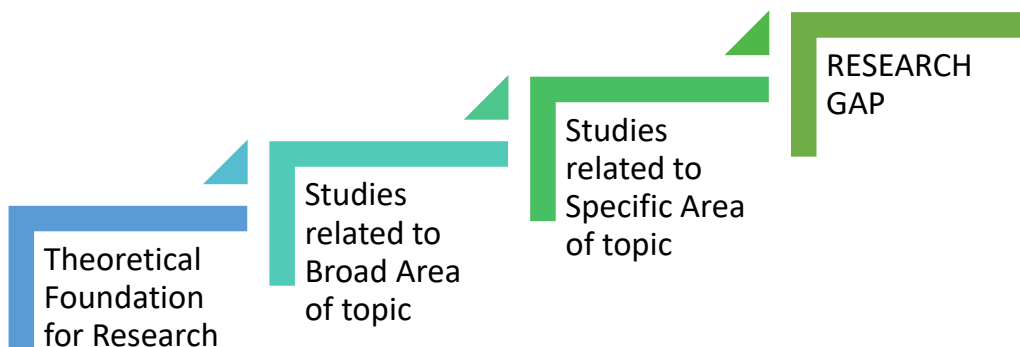 Theoretical
Foundation
for Research
Studies
related to
Broad Area
of topic
Studies
related to
Specific Area
of topic
RESEARCH
GAP